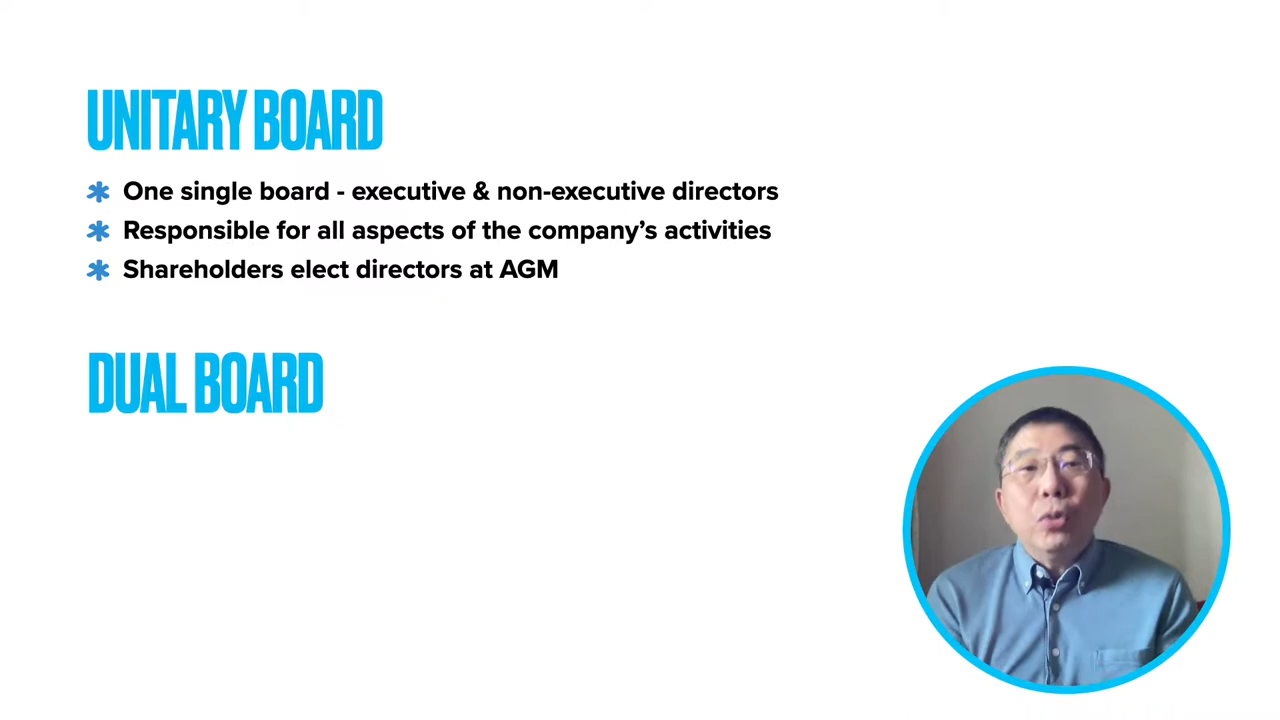 UNITARY BOARD
One single board - executive & non-executive directors
Responsible for all aspects of the company’s activities
Shareholders elect directors at AGM
DUAL BOARD